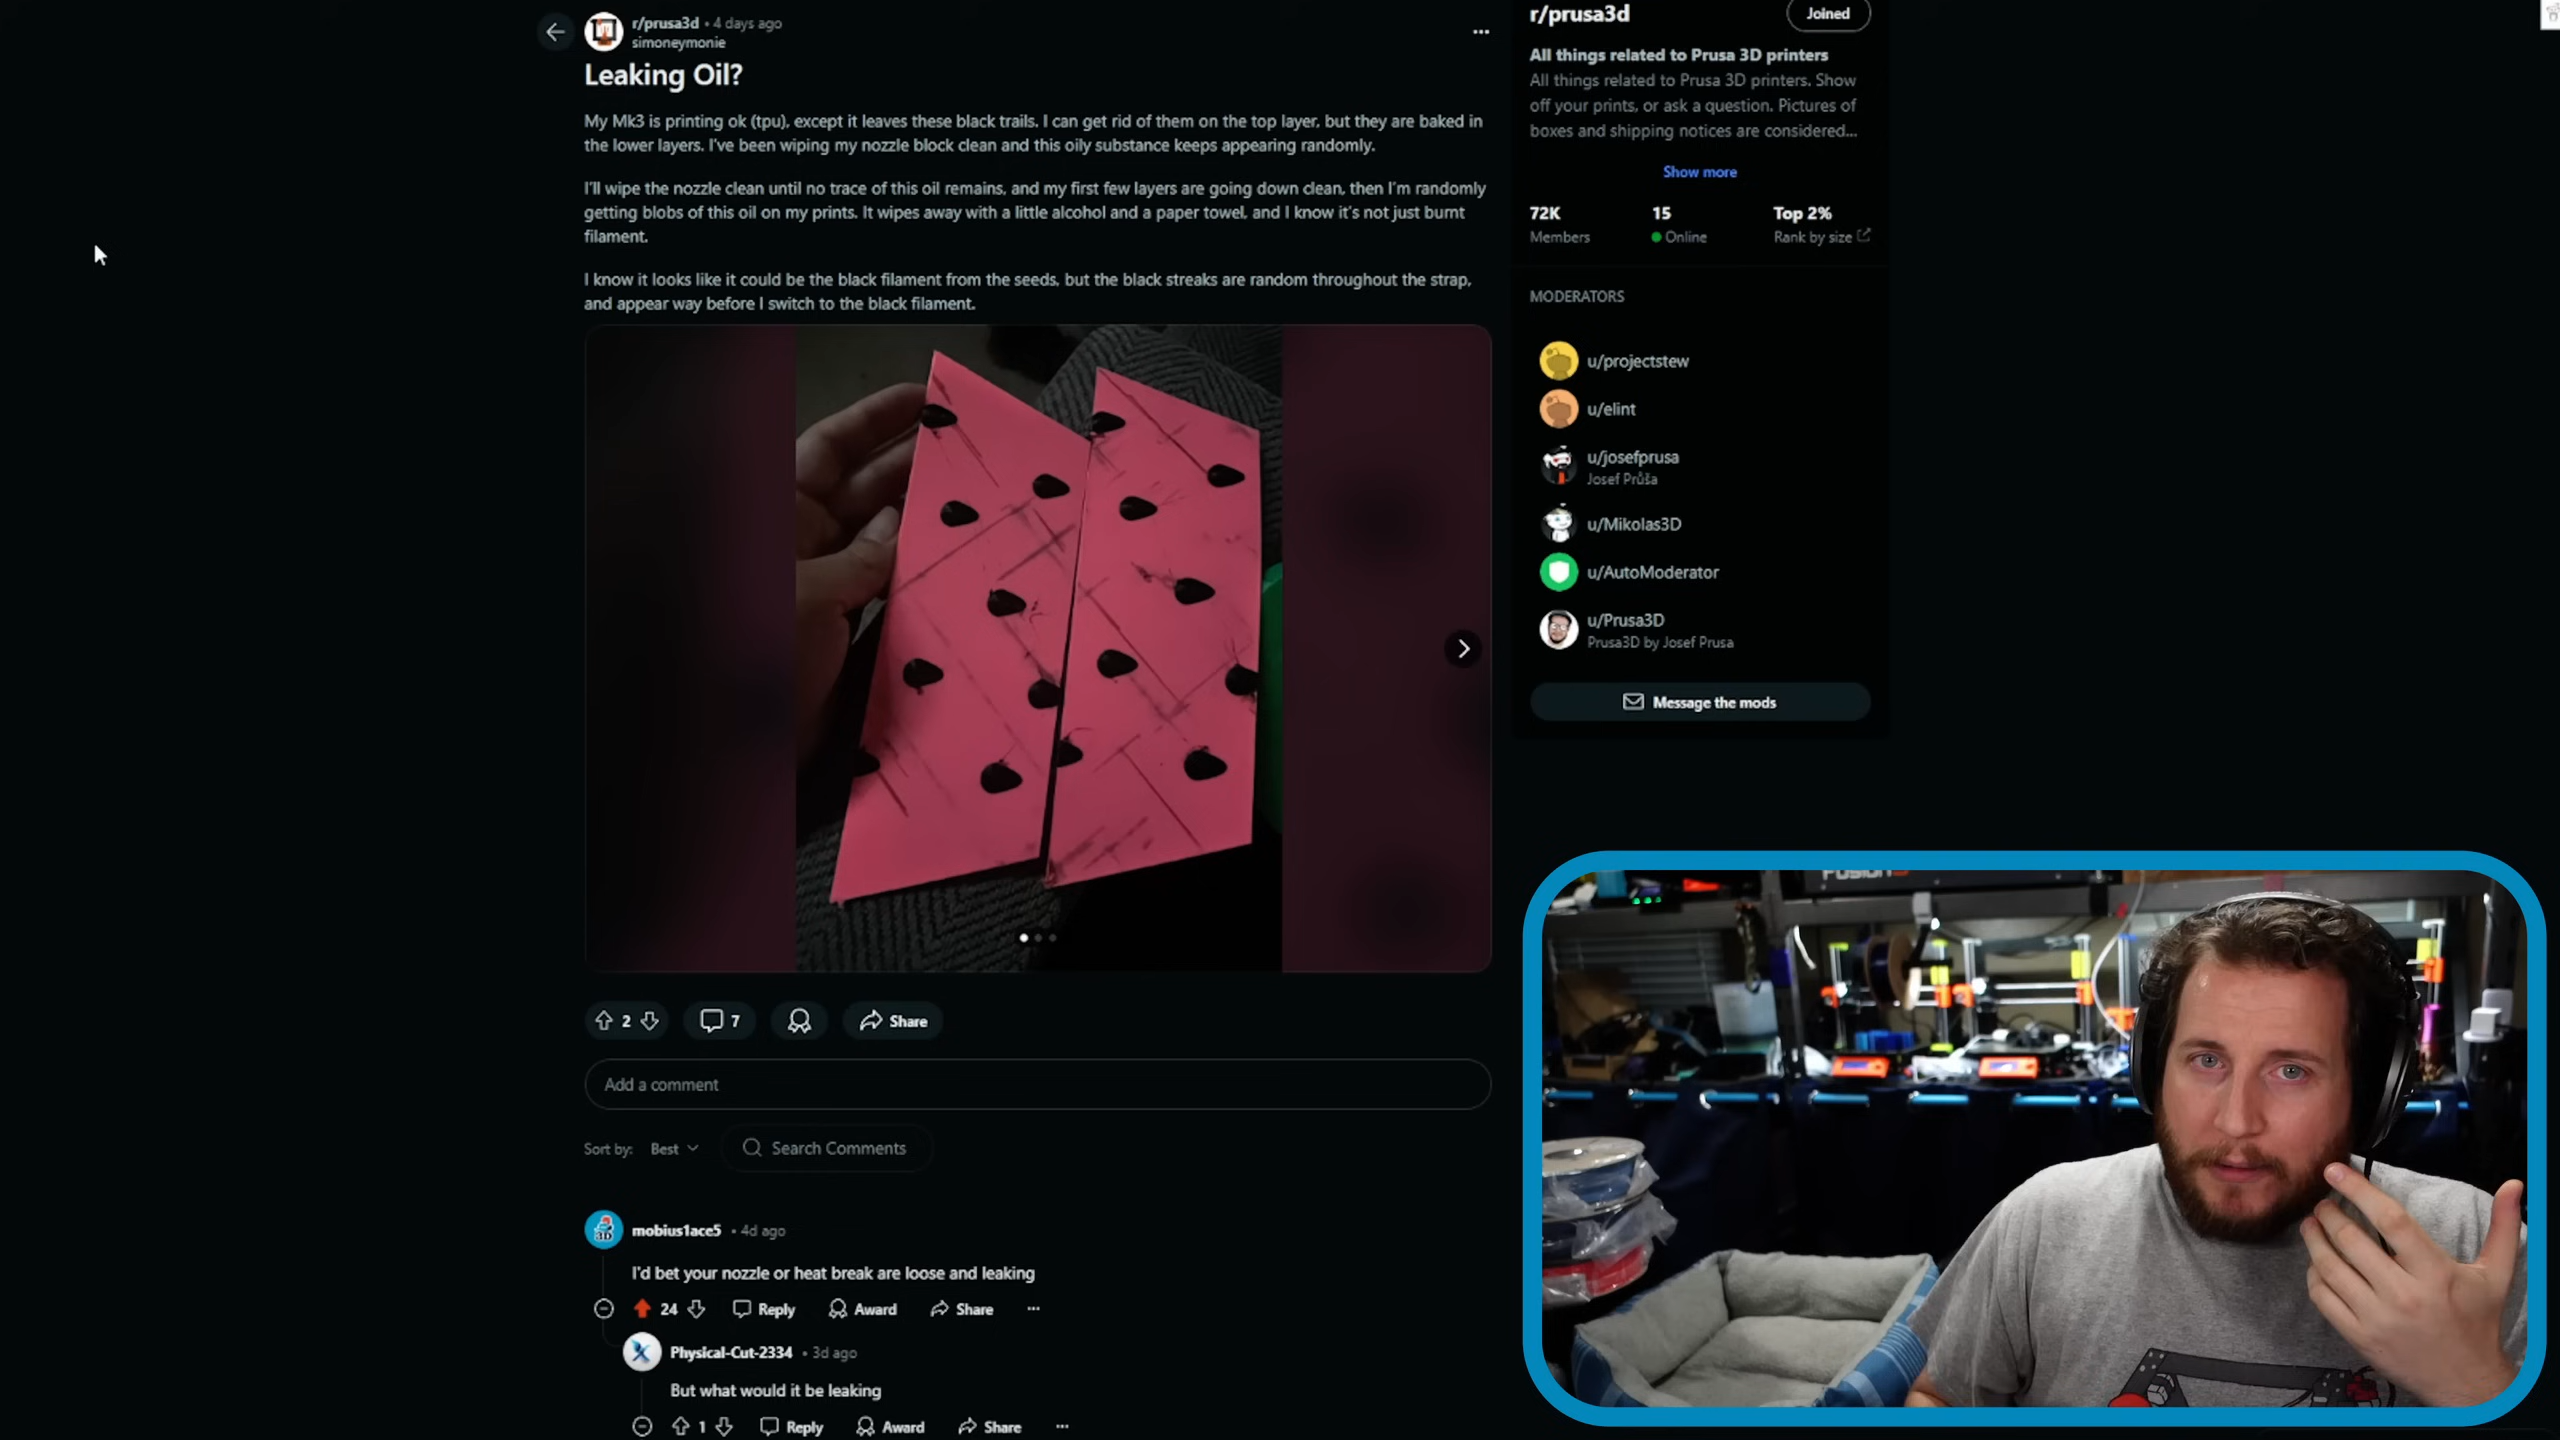 r/prusa3d • 4 days ago
simoneymonie
Leaking Oil?
My Mk3 is printing ok (tpu), except it leaves these black trails. I can get rid of them on the top layer, but they are baked in
the lower layers. I've been wiping my nozzle block clean and this oily substance keeps appearing randomly.
I'll wipe the nozzle clean until no trace of this oil remains, and my first few layers are going down clean, then I'm randomly
getting blobs of this oil on my prints. It wipes away with a little alcohol and a paper towel, and I know it's not just burnt
filament.
I know it looks like it could be the black filament from the seeds, but the black streaks are random throughout the strap,
and appear way before I switch to the black filament.
2
7
Share
Add a comment
Sort by: Best
Search Comments
mobius1ace5 • 4d ago
I'd bet your nozzle or heat break are loose and leaking
24 Reply Award Share
Physical-Cut-2334 • 3d ago
But what would it be leaking
1 Reply Award Share
r/prusa3d
Joined
All things related to Prusa 3D printers
All things related to Prusa 3D printers. Show
off your prints, or ask a question. Pictures of
boxes and shipping notices are considered...
Show more
72K 15 Top 2%
Members Online Rank by size
MODERATORS
u/projectstew
u/elint
u/josefprusa
Josef Průša
u/Mikolas3D
u/AutoModerator
u/Prusa3D
Prusa3D by Josef Prusa
Message the mods